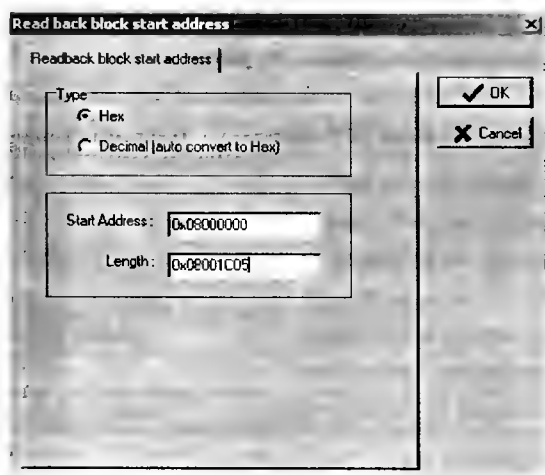 Read back block start address
Readback block start address
Type
Hex
Decimal (auto convert to Hex)
OK
Cancel
Start Address : 0x08000000
Length : 0x08001C05